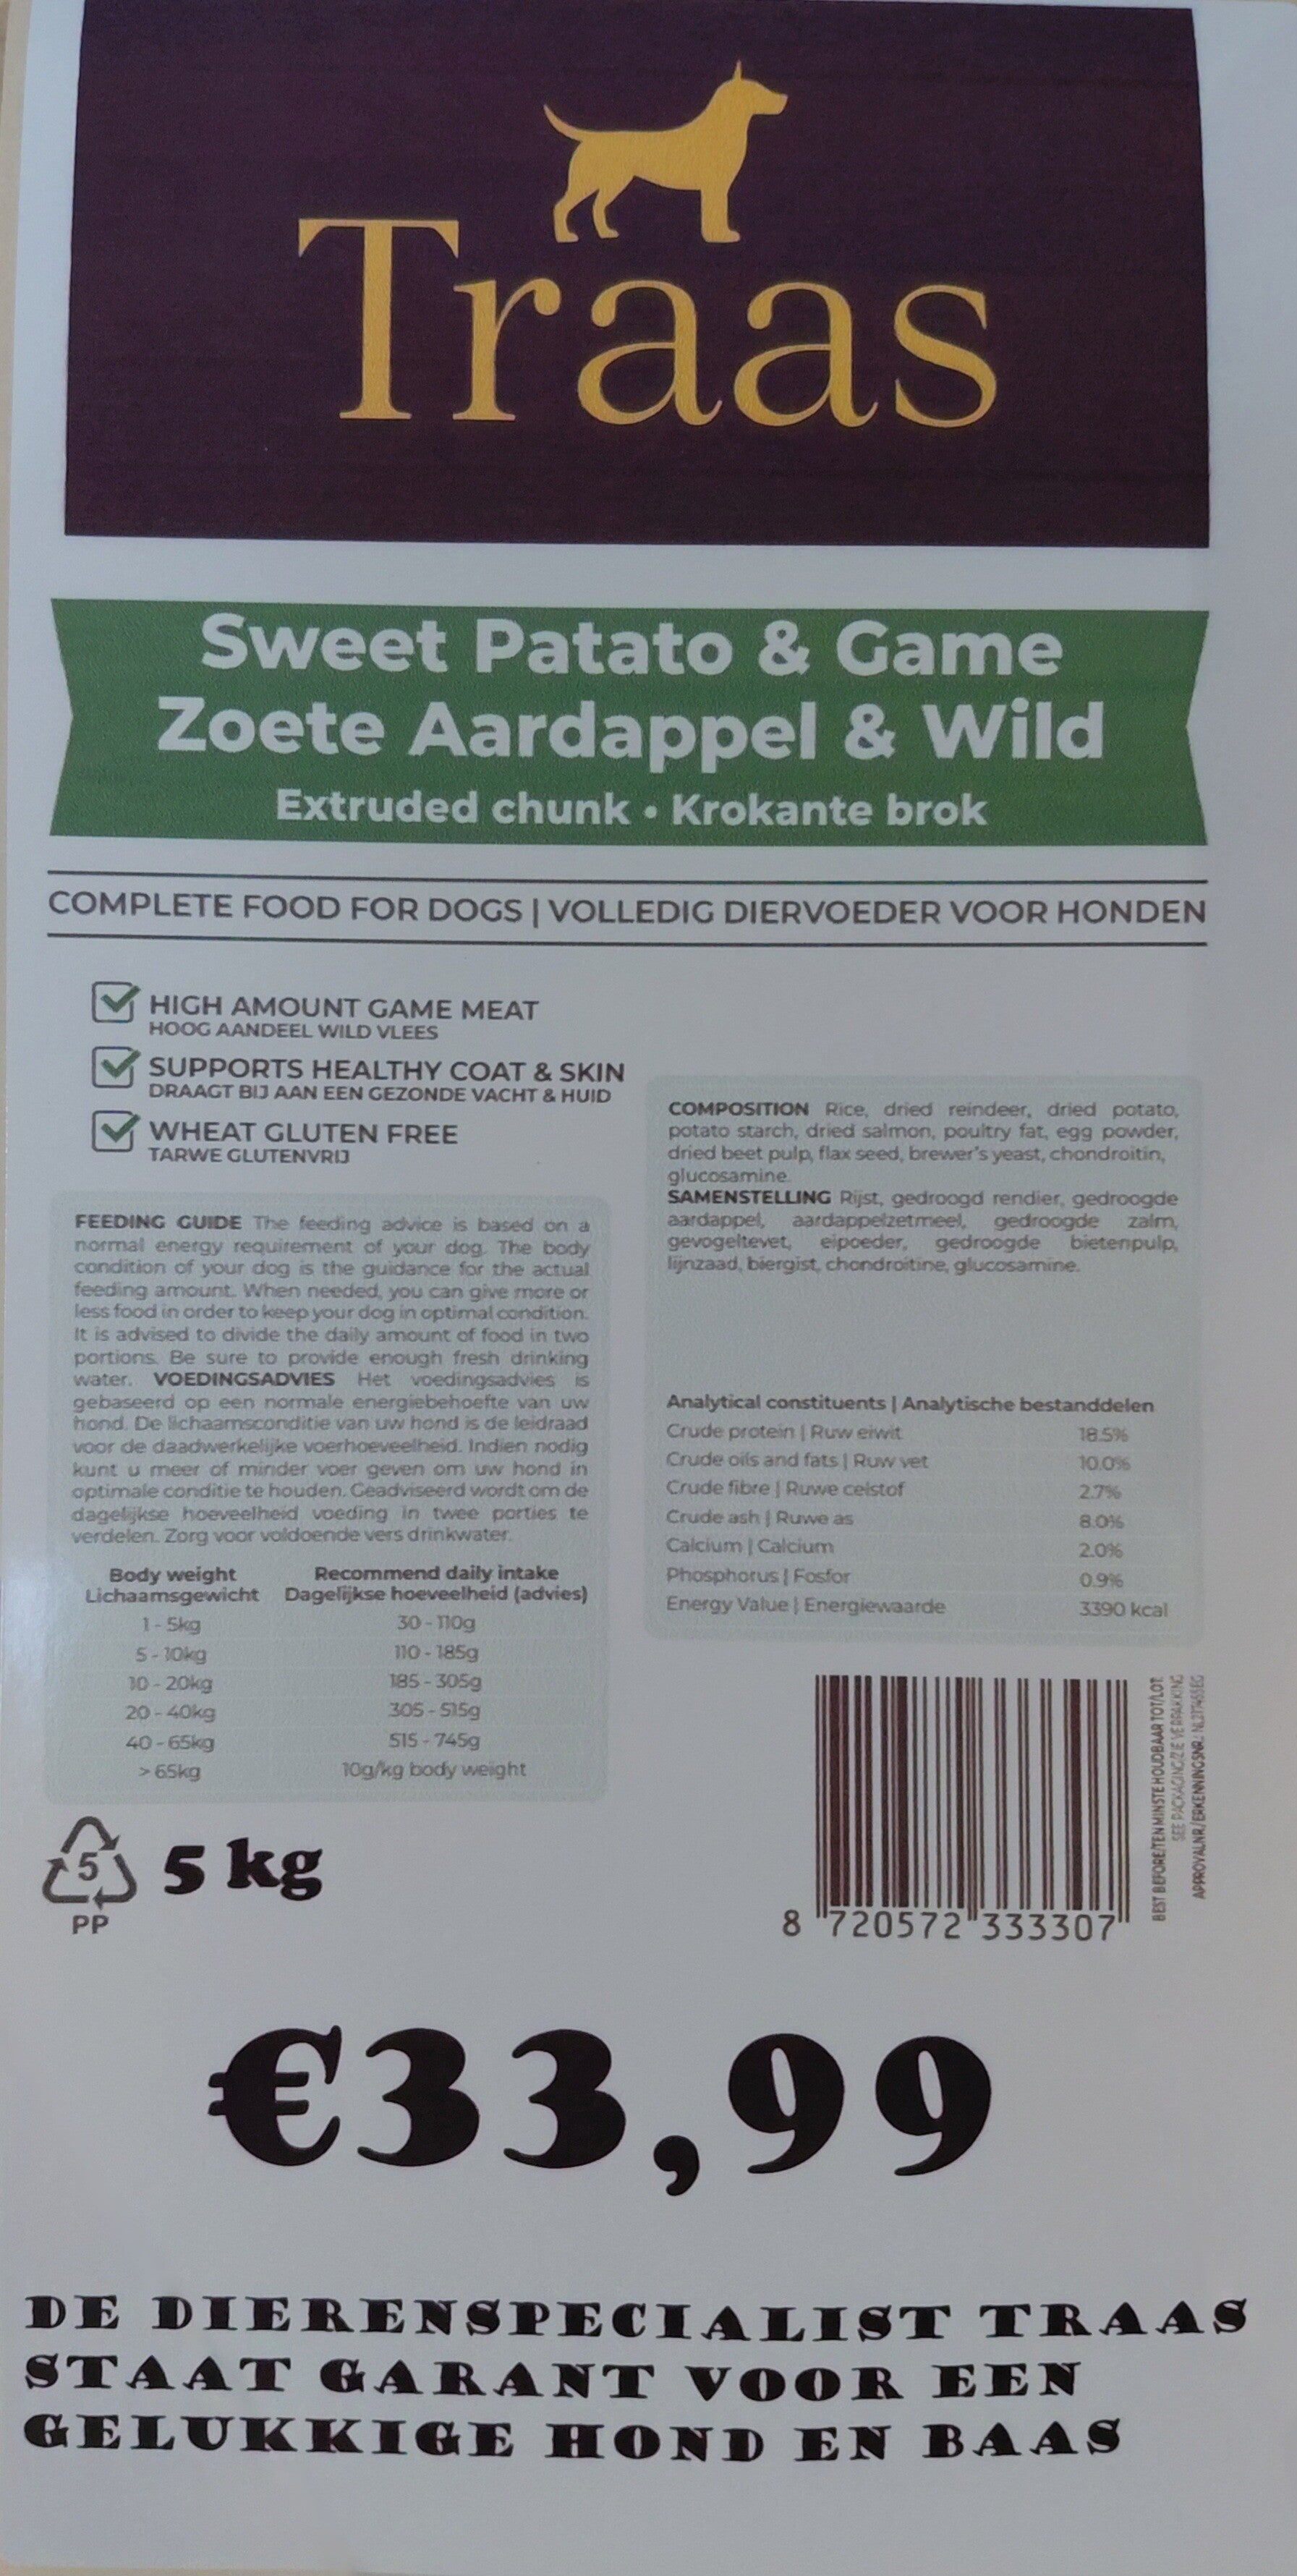 Traas
Sweet Patato & Game
Zoete Aardappel & Wild
Extruded chunk • Krokante brok
COMPLETE FOOD FOR DOGS | VOLLEDIG DIERVOEDER VOOR HONDEN
HIGH AMOUNT GAME MEAT
HOOG AANDEEL WILD VLEES
SUPPORTS HEALTHY COAT & SKIN
DRAAGT BIJ AAN EEN GEZONDE VACHT & HUID
WHEAT GLUTEN FREE
TARWE GLUTENVRIJ
FEEDING GUIDE The feeding advice is based on a
normal energy requirement of your dog. The body
condition of your dog is the guidance for the actual
feeding amount. When needed, you can give more or
less food in order to keep your dog in optimal condition.
It is advised to divide the daily amount of food in two
portions. Be sure to provide enough fresh drinking
water. VOEDINGSADVIES Het voedingsadvies is
gebaseerd op een normale energiebehoefte van uw
hond. De lichaamsconditie van uw hond is de leidraad
voor de daadwerkelijke voerhoeveelheid. Indien nodig
kunt u meer of minder voer geven om uw hond in
optimale conditie te houden. Geadviseerd wordt om de
dagelijkse hoeveelheid voeding in twee porties te
verdelen. Zorg voor voldoende vers drinkwater.
Body weight Recommend daily intake
Lichaamsgewicht Dagelijkse hoeveelheid (advies)
1 - 5kg 30 - 110g
5 - 10kg 110 - 185g
10 - 20kg 185 - 305g
20 - 40kg 305 - 515g
40 - 65kg 515 - 745g
> 65kg 10g/kg body weight
COMPOSITION Rice, dried reindeer, dried potato,
potato starch, dried salmon, poultry fat, egg powder,
dried beet pulp, flax seed, brewer's yeast, chondroitin,
glucosamine.
SAMENSTELLING Rijst, gedroogd rendier, gedroogde
aardappel, aardappelzetmeel, gedroogde zalm,
gevogeltevet, eipoeder, gedroogde bietenpulp,
lijnzaad, biergist, chondroitine, glucosamine.
Analytical constituents | Analytische bestanddelen
Crude protein | Ruw eiwit 18.5%
Crude oils and fats | Ruw vet 10.0%
Crude fibre | Ruwe celstof 2.7%
Crude ash | Ruwe as 8.0%
Calcium | Calcium 2.0%
Phosphorus | Fosfor 0.9%
Energy Value | Energiewaarde 3390 kcal
5
PP
5 kg
8 720572 333307
BEST BEFORE/TENMINSTE HOUDBAAR TOT/LOT:
SEE PACKAGING/ZIE VERPAKKING
APPROVALNR/ERKENNINGSNR.:
€33,99
DE DIERENSPECIALIST TRAAS
STAAT GARANT VOOR EEN
GELUKKIGE HOND EN BAAS